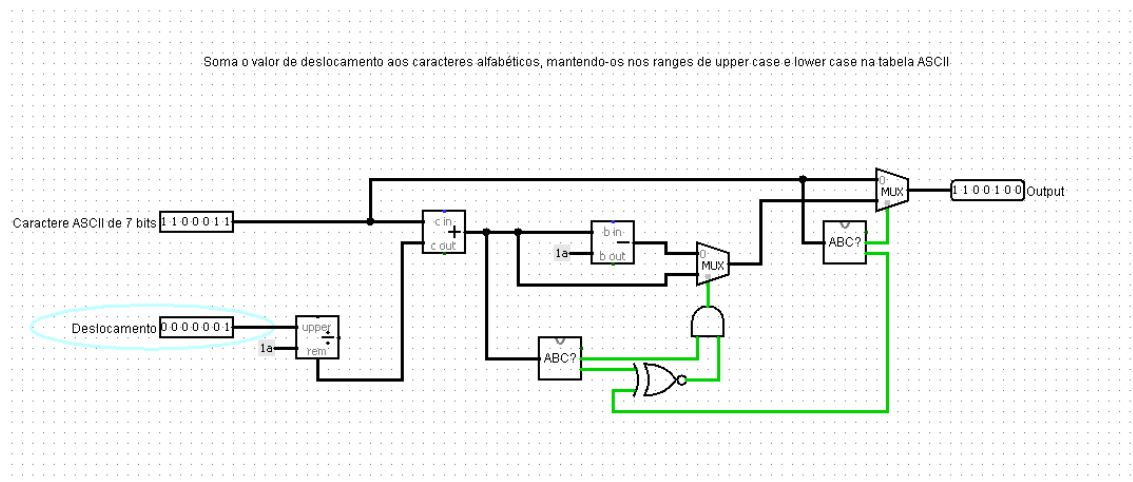 Soma o valor de deslocamento aos caracteres alfabéticos, mantendo-os nos ranges de upper case e lower case na tabela ASCII
0
MUX
1 1 0 0 1 0 0 Output
Caractere ASCII de 7 bits 1 1 0 0 0 1 1
c in
+
c out
b in
−
b out
1a
0
MUX
ABC?
Deslocamento 0 0 0 0 0 0 1
upper
÷
rem
1a
ABC?